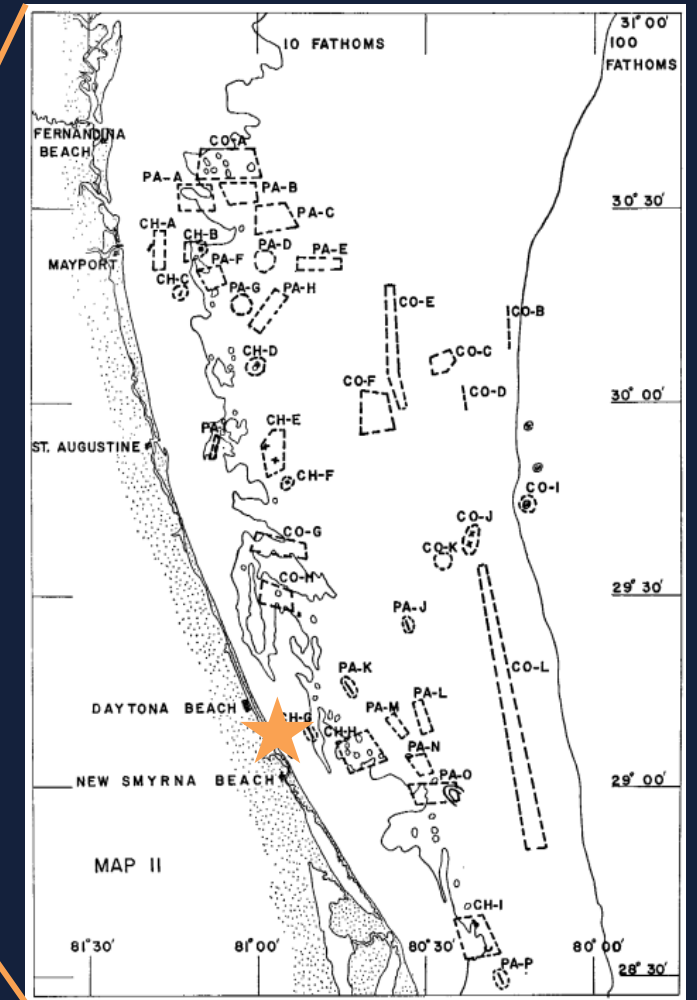 31° 00′
10 FATHOMS
100
FATHOMS
FERNANDINA
BEACH
CO-A
PA-A
PA-B
30° 30′
PA-C
CH-A
CH-B
PA-D
PA-E
MAYPORT
PA-F
CH-C
PA-G
PA-H
CO-E
CO-B
CH-D
CO-C
CO-F
CO-D
30° 00′
CH-E
PA-
ST. AUGUSTINE
CH-F
CO-I
CO-J
CO-G
CO-K
CO-H
29° 30′
PA-J
PA-K
CO-L
PA-L
DAYTONA BEACH
PA-M
CH-G
CH-H
PA-N
NEW SMYRNA BEACH
PA-O
29° 00′
MAP II
CH-I
81° 30′
81° 00′
80° 30′
80° 00′
PA-P
28° 30′